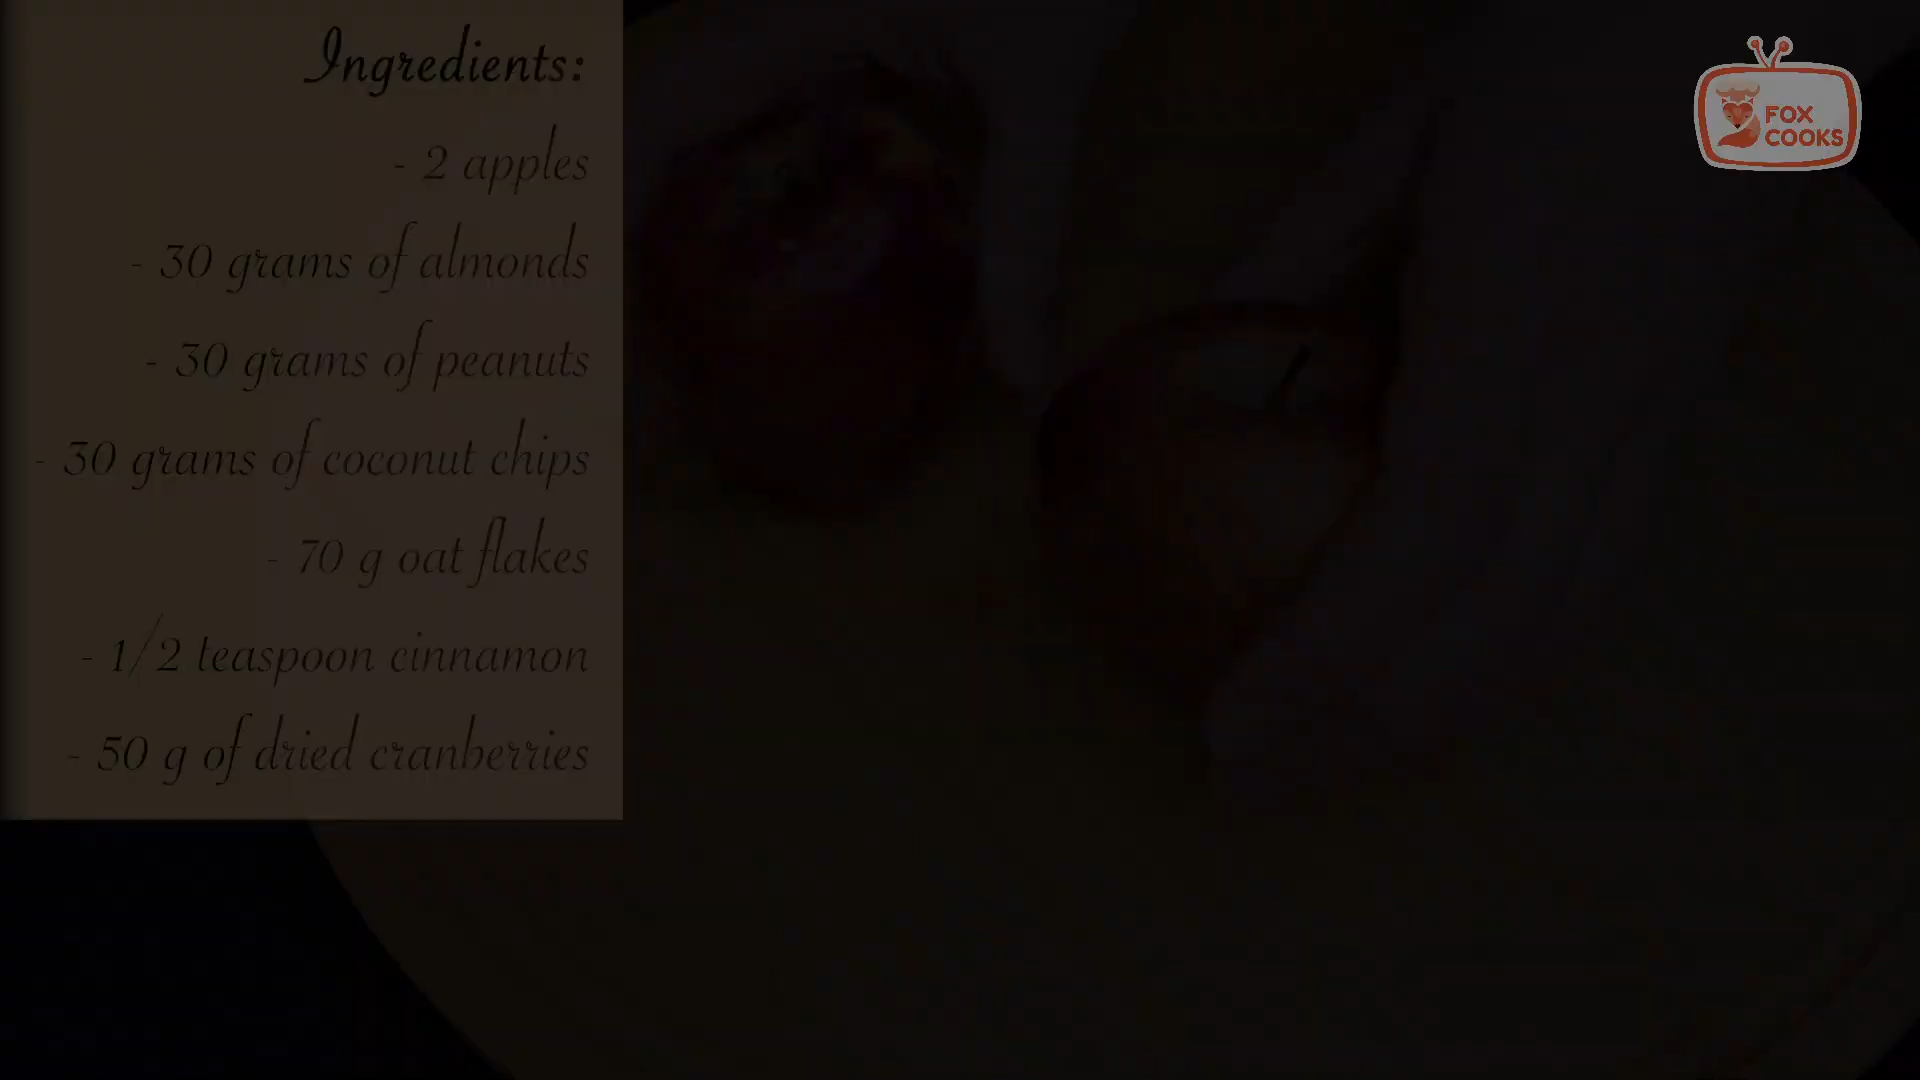 Ingredients:
- 2 apples
- 30 grams of almonds
- 30 grams of peanuts
- 30 grams of coconut chips
- 70 g oat flakes
- 1/2 teaspoon cinnamon
- 50 g of dried cranberries
FOX
COOKS